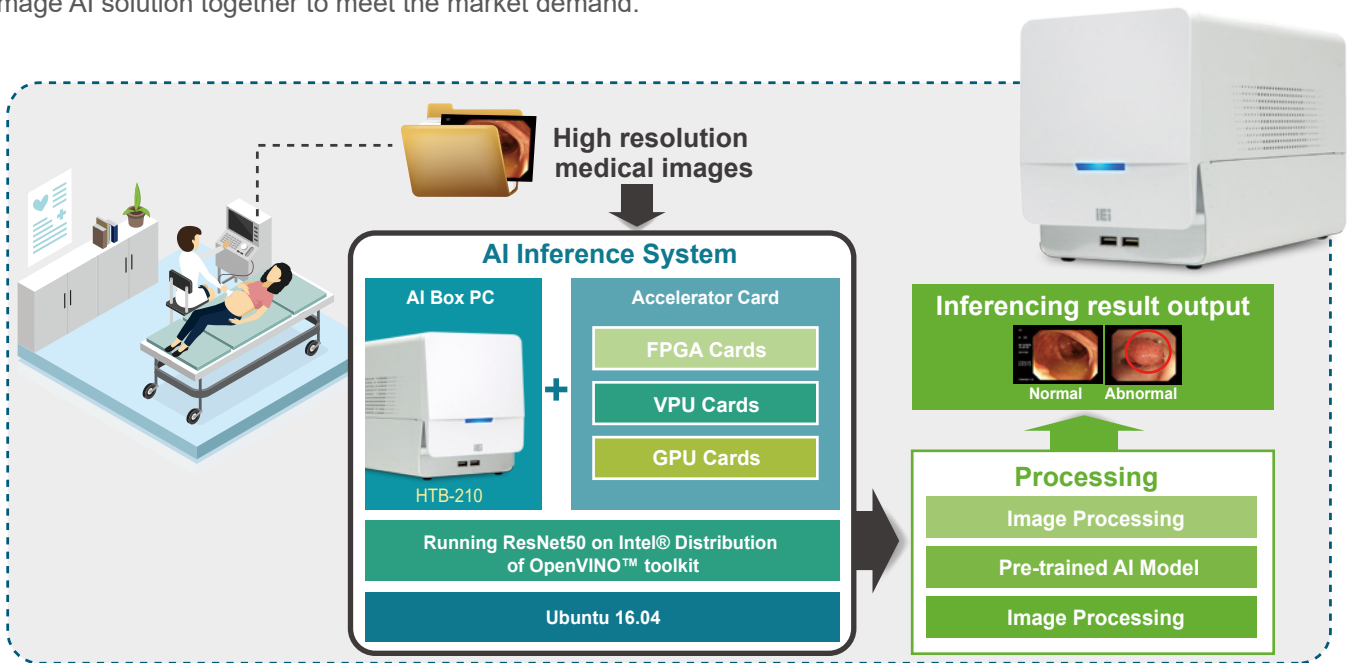 mage AI solution together to meet the market demand.
High resolution
medical images
AI Inference System
AI Box PC
HTB-210
+
Accelerator Card
FPGA Cards
VPU Cards
GPU Cards
Running ResNet50 on Intel® Distribution
of OpenVINO™ toolkit
Ubuntu 16.04
iEi
Inferencing result output
Normal Abnormal
Processing
Image Processing
Pre-trained AI Model
Image Processing